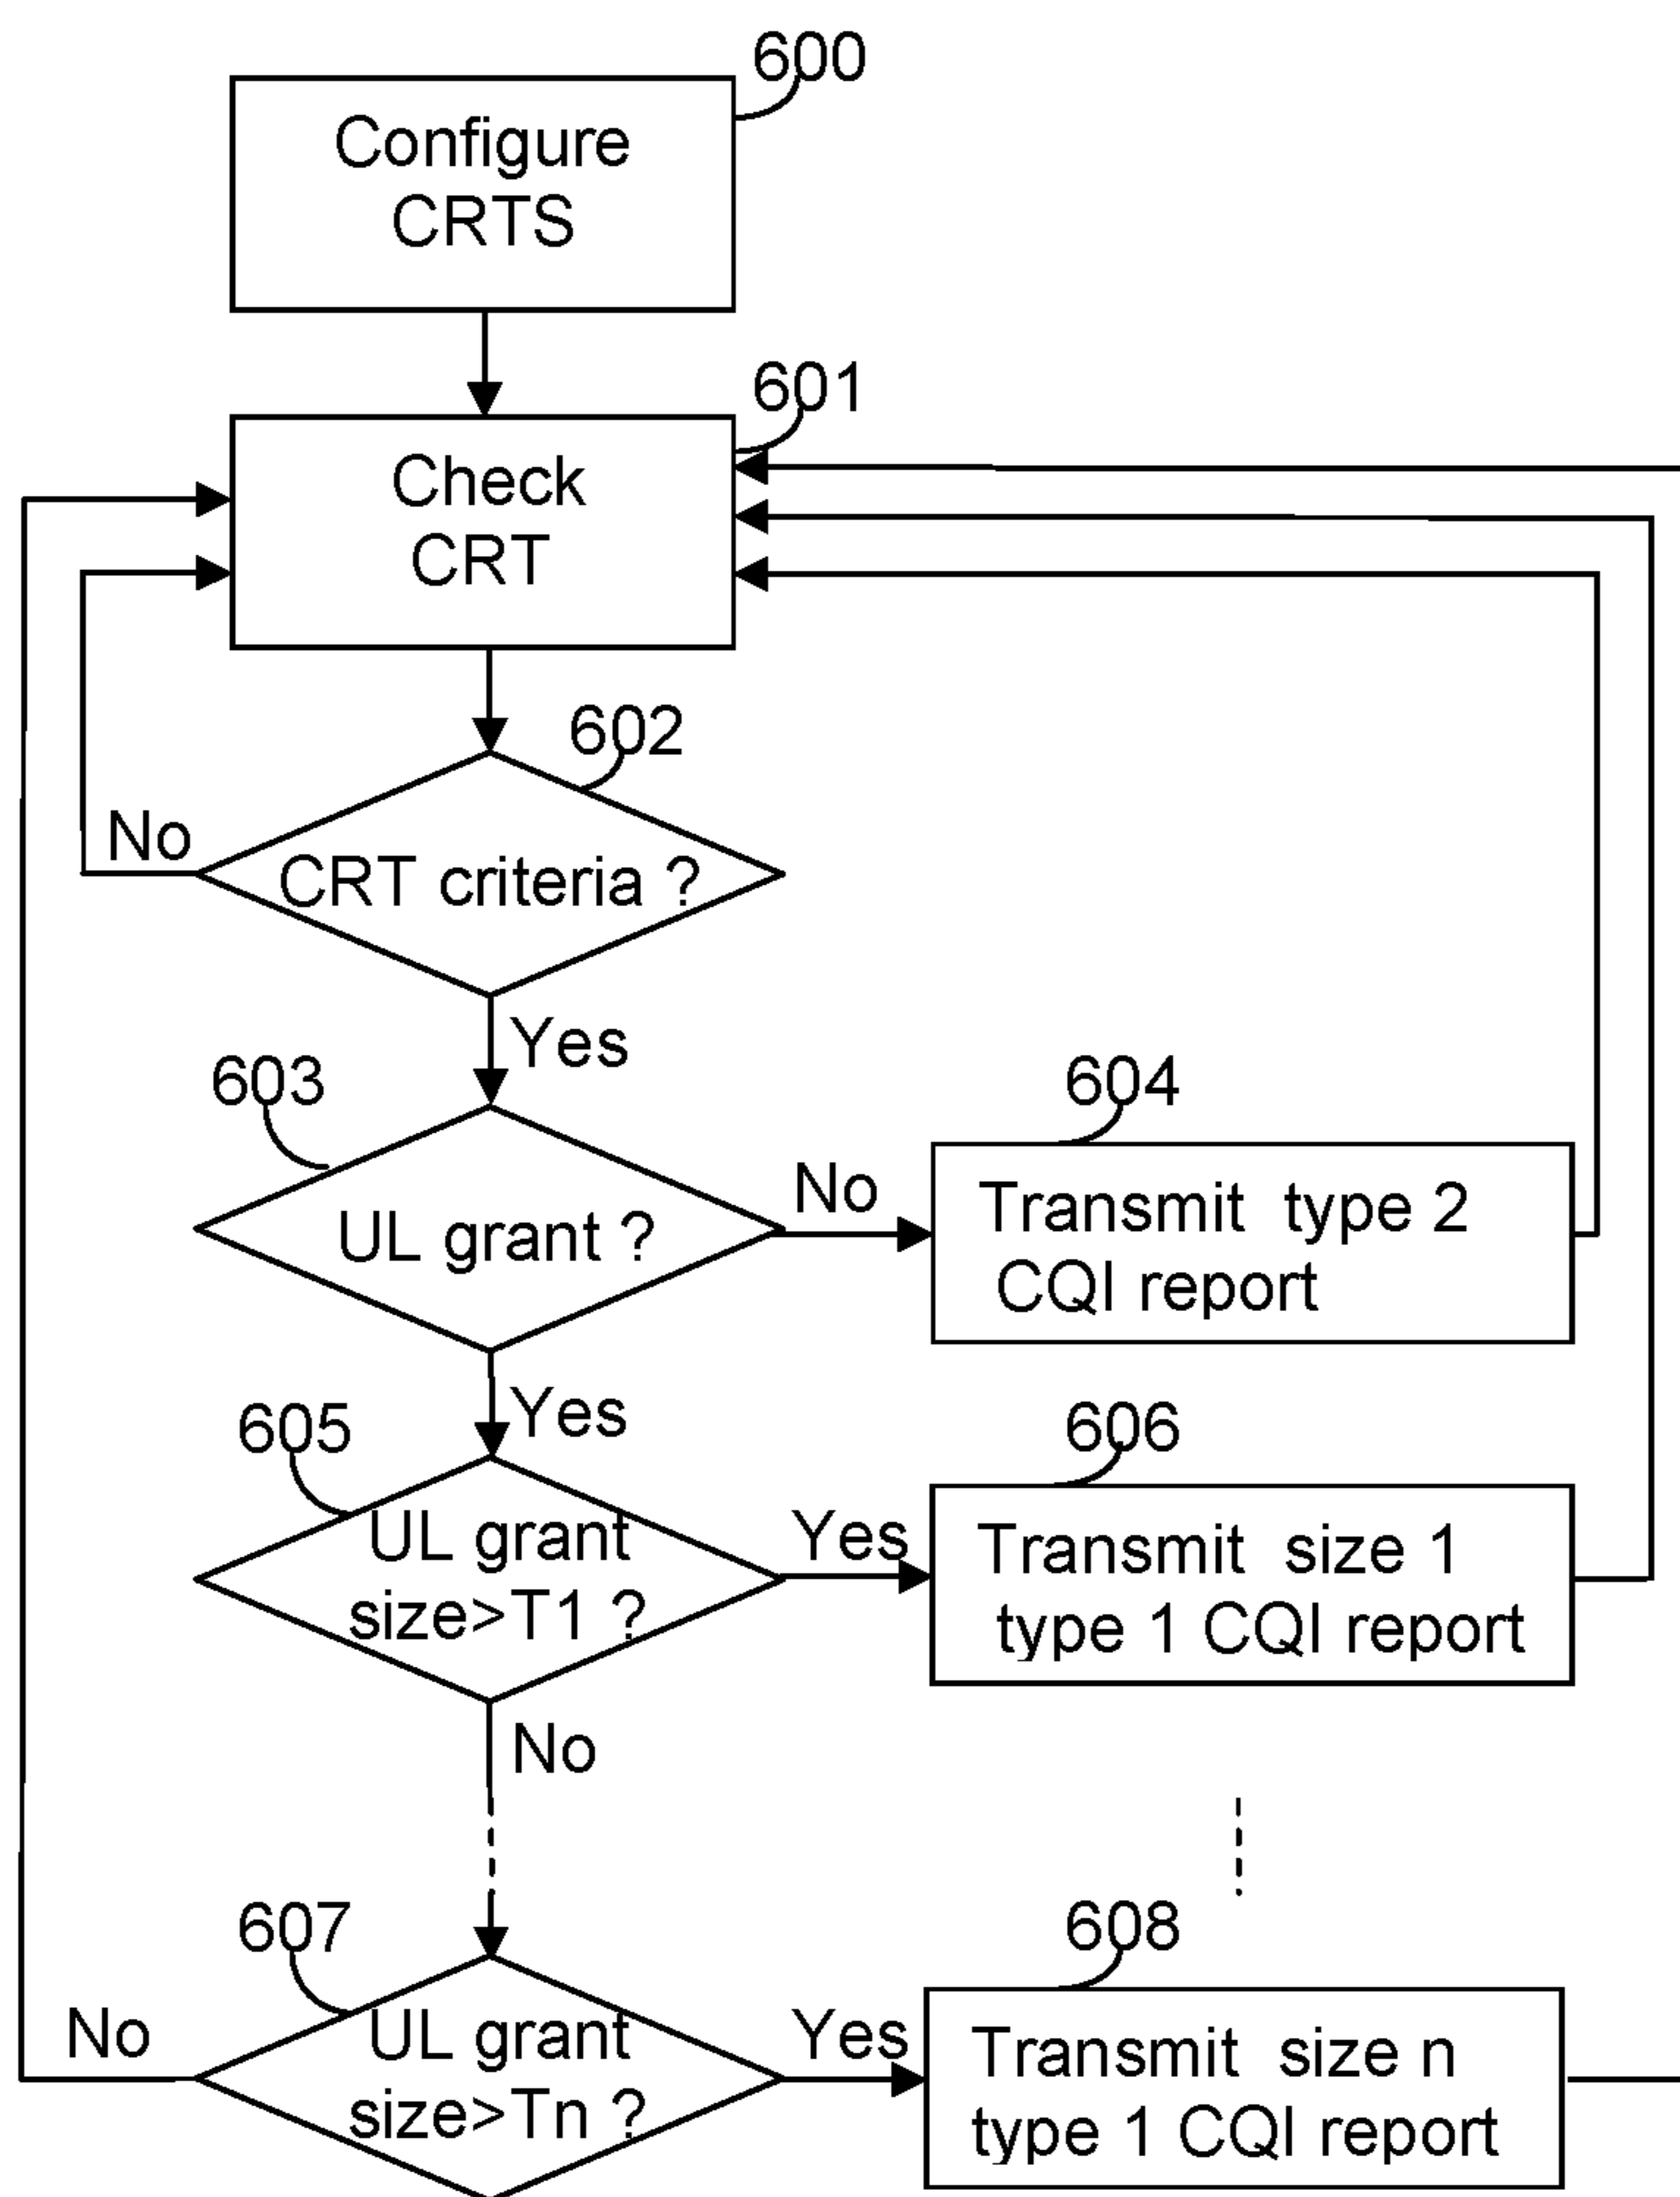 600
Configure
CRTS
601
Check
CRT
602
No
CRT criteria ?
Yes
603
604
UL grant ?
No
Transmit type 2
CQI report
Yes
605
606
UL grant
size>T1 ?
Yes
Transmit size 1
type 1 CQI report
No
607
608
No
UL grant
size>Tn ?
Yes
Transmit size n
type 1 CQI report